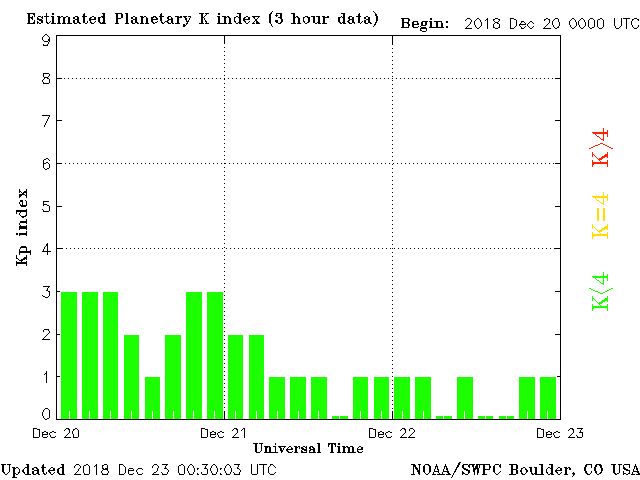 Estimated Planetary K index (3 hour data)
Begin: 2018 Dec 20 0000 UTC
9
8
7
6
5
4
3
2
1
0
Kp index
K>4
K=4
K<4
Dec 20
Dec 21
Dec 22
Dec 23
Universal Time
Updated 2018 Dec 23 00:30:03 UTC
NOAA/SWPC Boulder, CO USA